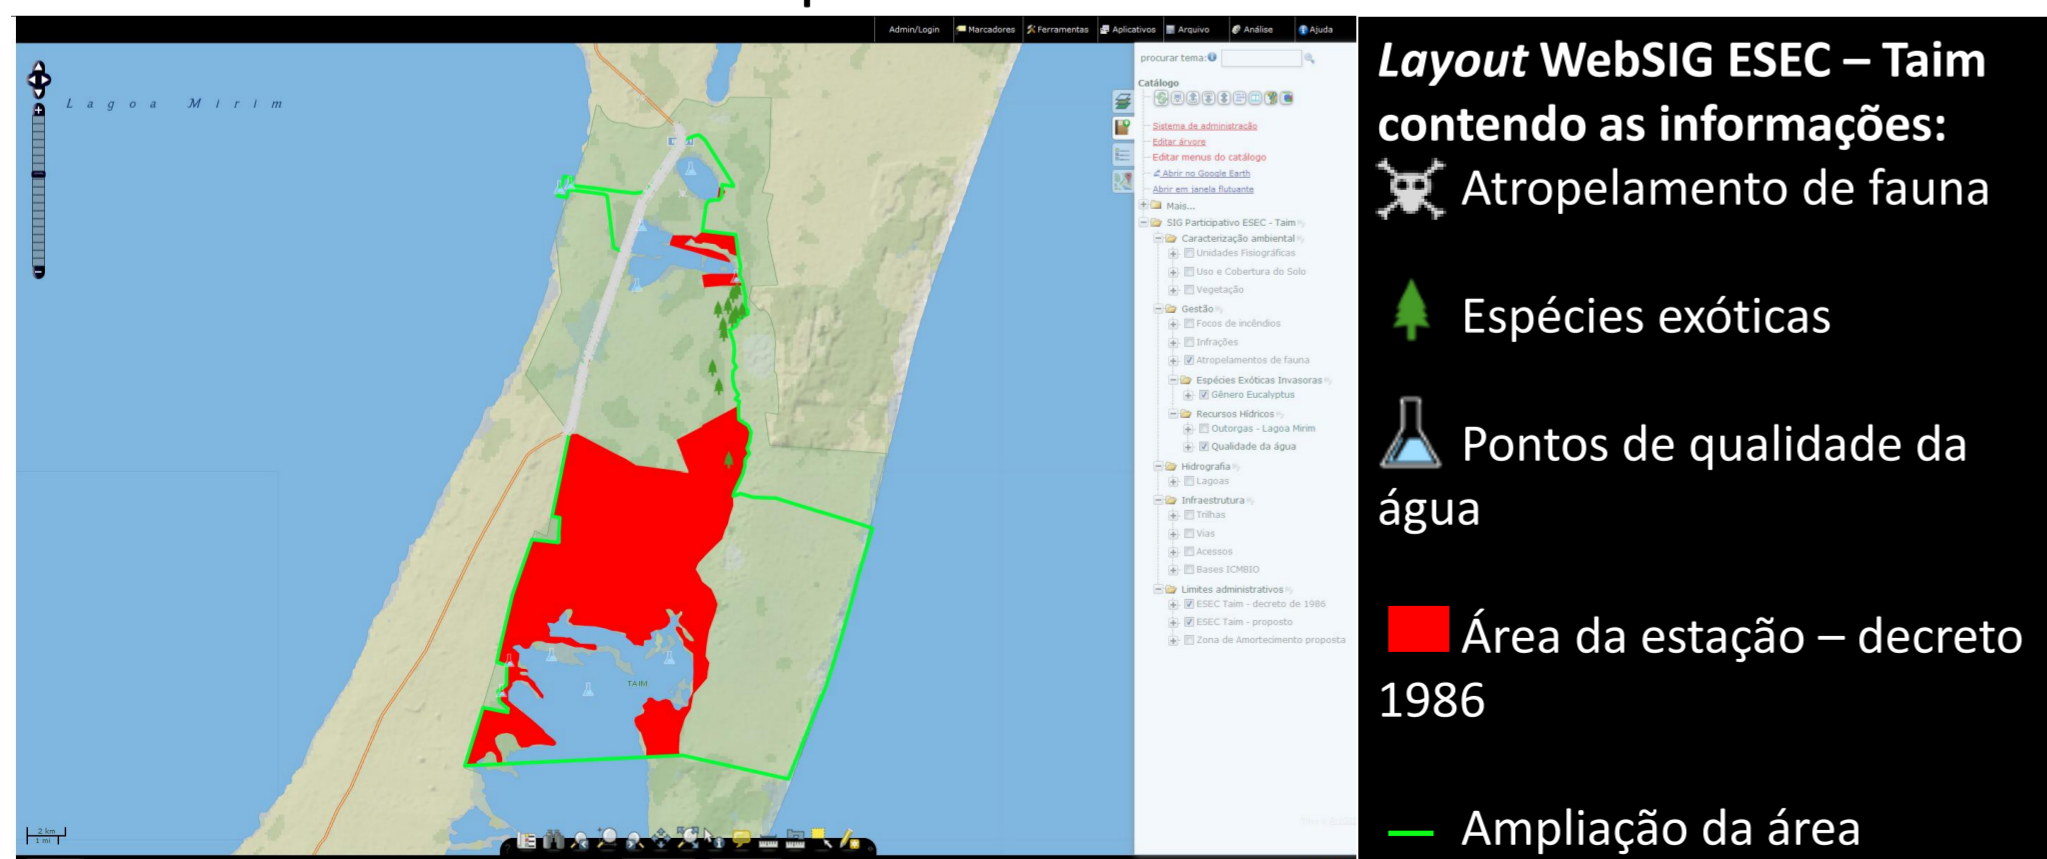 Admin/Login Marcadores Ferramentas Aplicativos Arquivo Análise Ajuda
Lagoa Mirim
TAIM
2 km
1 mi
procurar tema:
Catálogo
Sistema de administração
Editar árvore
Editar menus do catálogo
Abrir no Google Earth
Abrir em janela flutuante
Mais...
SIG Participativo ESEC - Taim
Caracterização ambiental
Unidades Fisiográficas
Uso e Cobertura do Solo
Vegetação
Gestão
Focos de incêndios
Infrações
Atropelamentos de fauna
Espécies Exóticas Invasoras
Gênero Eucalyptus
Recursos Hídricos
Outorgas - Lagoa Mirim
Qualidade da água
Hidrografia
Lagoas
Infraestrutura
Trilhas
Vias
Acessos
Bases ICMBIO
Limites administrativos
ESEC Taim - decreto de 1986
ESEC Taim - proposto
Zona de Amortecimento proposta
Layout WebSIG ESEC – Taim
contendo as informações:
Atropelamento de fauna
Espécies exóticas
Pontos de qualidade da
água
Área da estação – decreto
1986
Ampliação da área